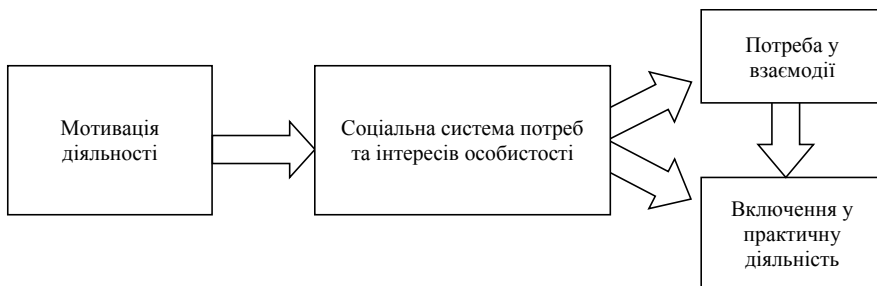 Мотивація
діяльності
Соціальна система потреб
та інтересів особистості
Потреба у
взаємодії
Включення у
практичну
діяльність